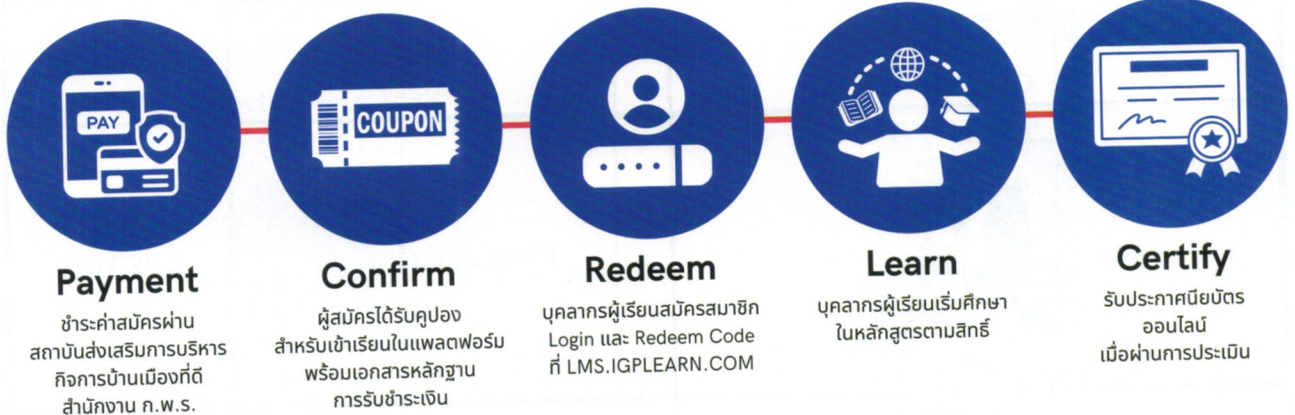 PAY
COUPON
Payment
ชำระค่าสมัครผ่าน
สถาบันส่งเสริมการบริหาร
กิจการบ้านเมืองที่ดี
สำนักงาน ก.พ.ร.
Confirm
ผู้สมัครได้รับคูปอง
สำหรับเข้าเรียนในแพลตฟอร์ม
พร้อมเอกสารหลักฐาน
การรับชำระเงิน
Redeem
บุคลากรผู้เรียนสมัครสมาชิก
Login และ Redeem Code
ที่ LMS.IGPLEARN.COM
Learn
บุคลากรผู้เรียนเริ่มศึกษา
ในหลักสูตรตามสิทธิ์
Certify
รับประกาศนียบัตร
ออนไลน์
เมื่อผ่านการประเมิน